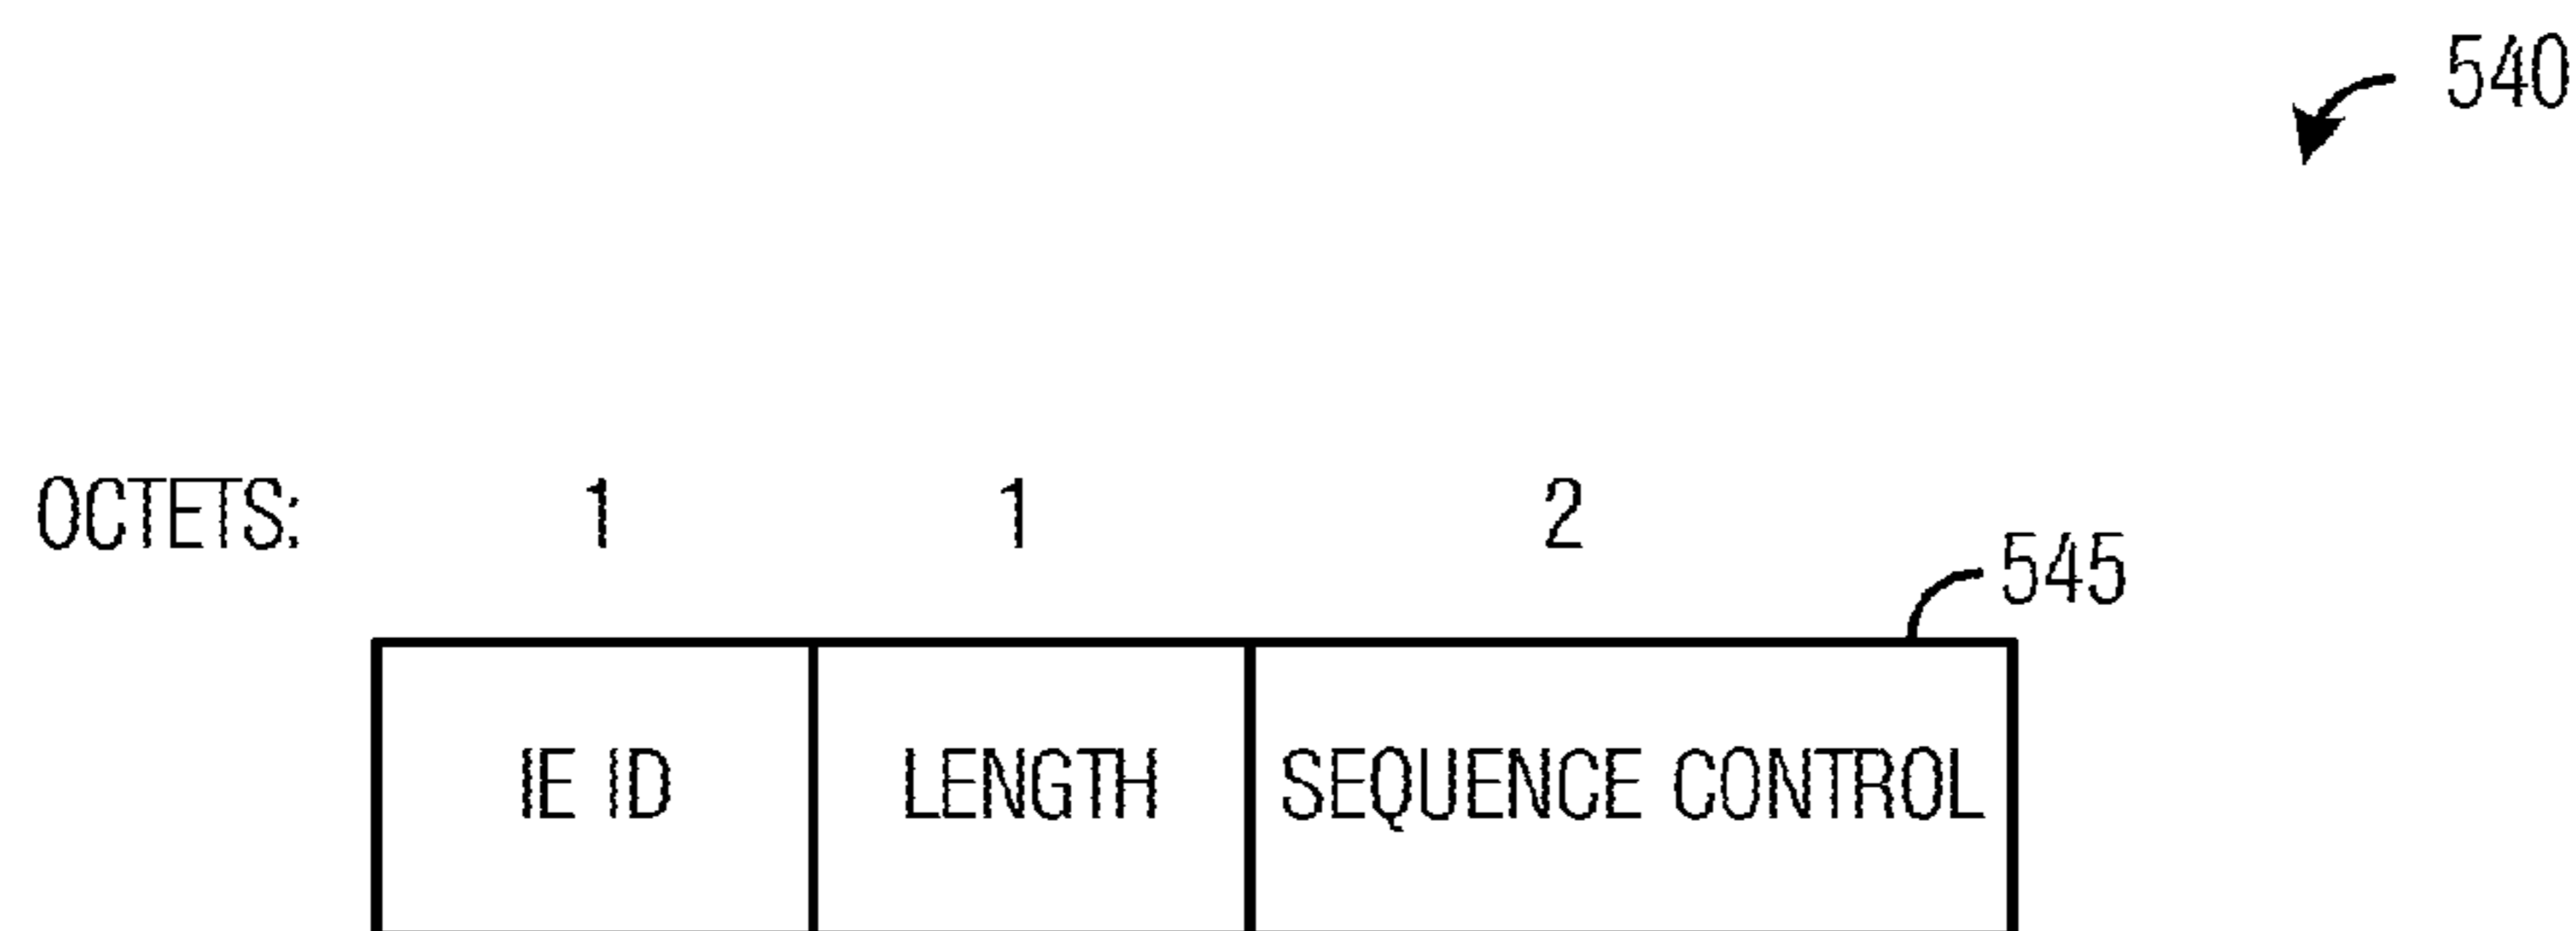 540
OCTETS: 1 1 2
545
IE ID LENGTH SEQUENCE CONTROL